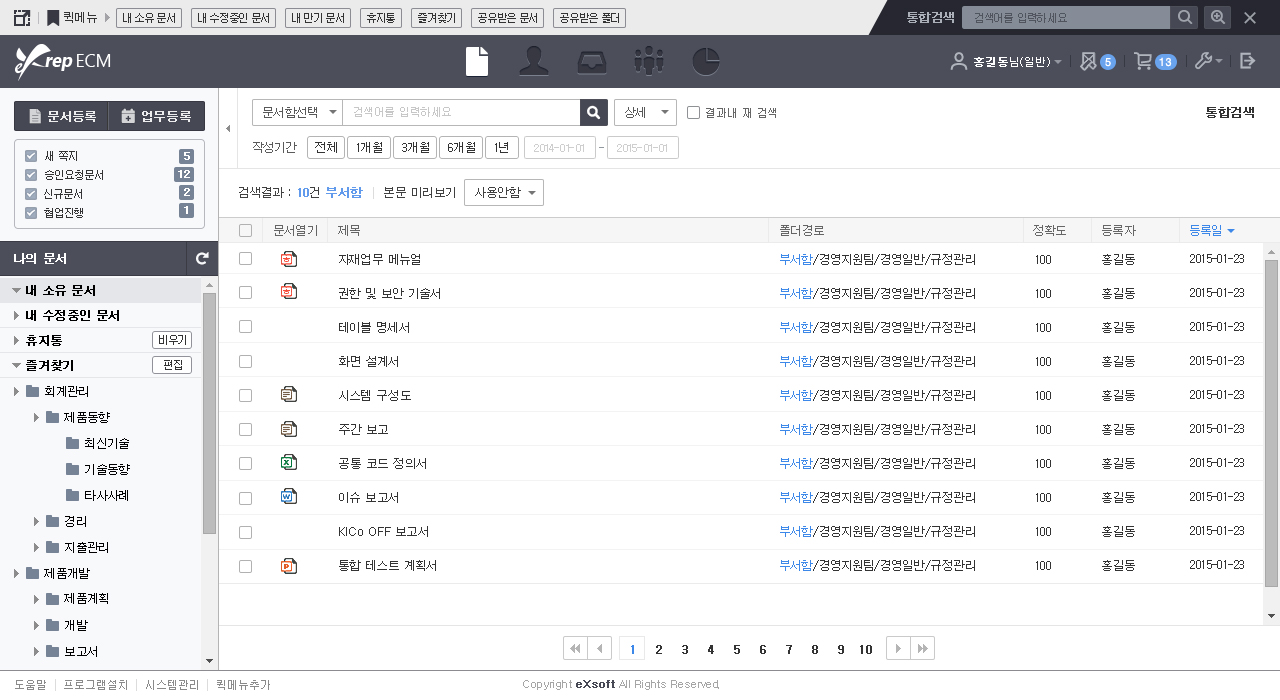 퀵메뉴 내 소유 문서 내 수정중인 문서 내 만기 문서 휴지통 즐겨찾기 공유받은 문서 공유받은 폴더 통합검색 검색어를 입력하세요
eXrep ECM 홍길동님(일반) 5 13
문서등록 업무등록
새 쪽지 5
승인요청문서 12
신규문서 2
협업진행 1
나의 문서
내 소유 문서
내 수정중인 문서
휴지통 비우기
즐겨찾기 편집
회계관리
제품동향
최신기술
기술동향
타사사례
경리
지출관리
제품개발
제품계획
개발
보고서
문서함선택 검색어를 입력하세요 상세 결과내 재 검색 통합검색
작성기간 전체 1개월 3개월 6개월 1년 2014-01-01 - 2015-01-01
검색결과 : 10건 부서함 본문 미리보기 사용안함
문서열기 제목 폴더경로 정확도 등록자 등록일
자재업무 메뉴얼 부서함/경영지원팀/경영일반/규정관리 100 홍길동 2015-01-23
권한 및 보안 기술서 부서함/경영지원팀/경영일반/규정관리 100 홍길동 2015-01-23
테이블 명세서 부서함/경영지원팀/경영일반/규정관리 100 홍길동 2015-01-23
화면 설계서 부서함/경영지원팀/경영일반/규정관리 100 홍길동 2015-01-23
시스템 구성도 부서함/경영지원팀/경영일반/규정관리 100 홍길동 2015-01-23
주간 보고 부서함/경영지원팀/경영일반/규정관리 100 홍길동 2015-01-23
공통 코드 정의서 부서함/경영지원팀/경영일반/규정관리 100 홍길동 2015-01-23
이슈 보고서 부서함/경영지원팀/경영일반/규정관리 100 홍길동 2015-01-23
KICo OFF 보고서 부서함/경영지원팀/경영일반/규정관리 100 홍길동 2015-01-23
통합 테스트 계획서 부서함/경영지원팀/경영일반/규정관리 100 홍길동 2015-01-23
1 2 3 4 5 6 7 8 9 10
도움말 프로그램설치 시스템관리 퀵메뉴추가 Copyright eXsoft All Rights Reserved.